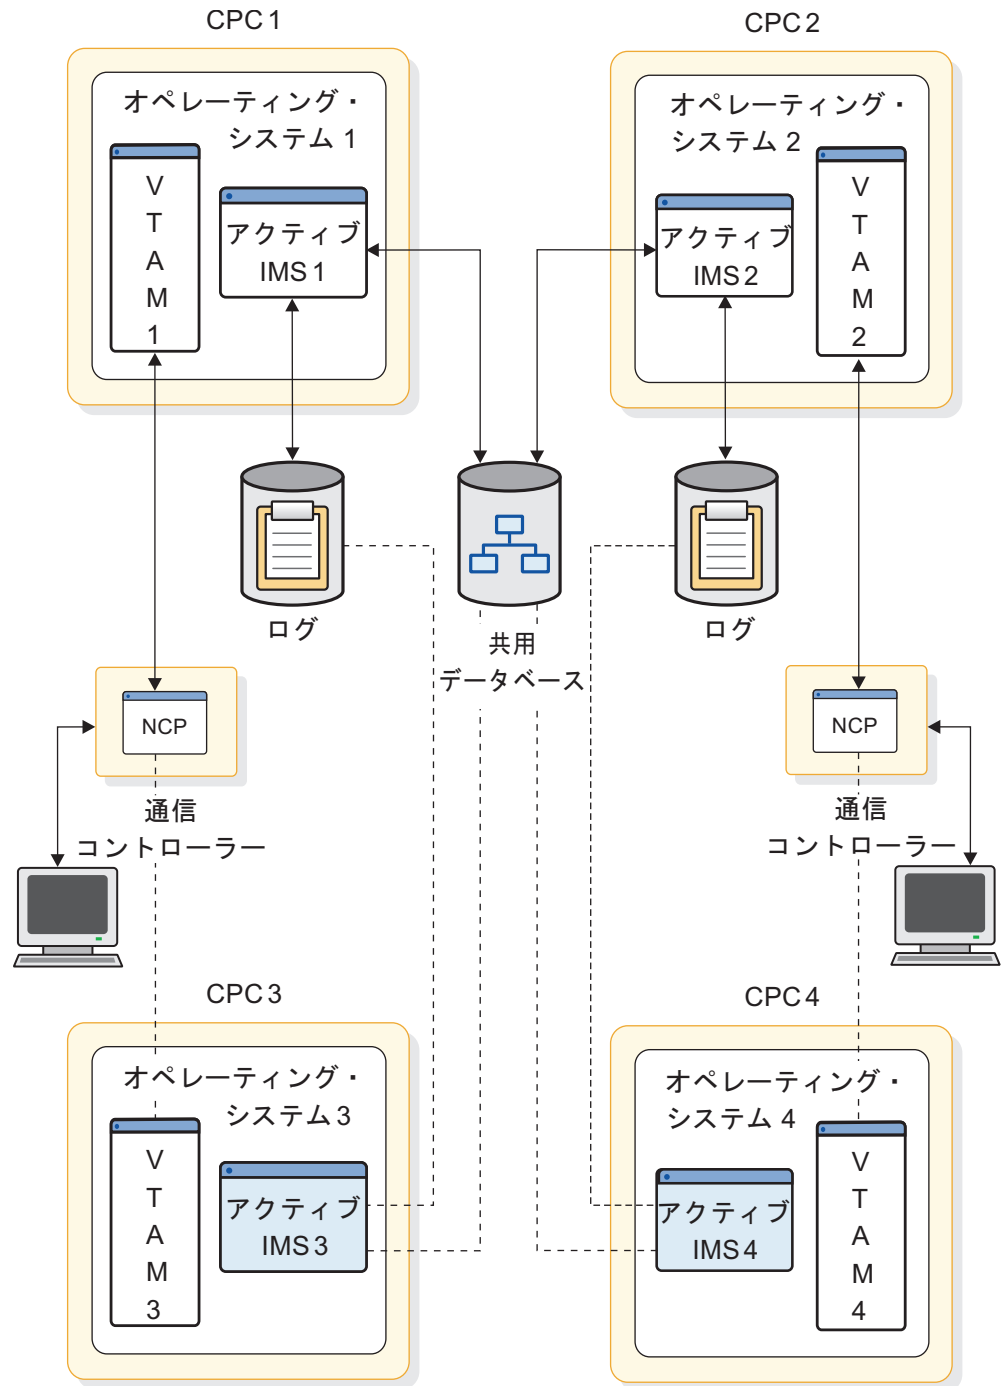 CPC 1
CPC 2
オペレーティング・
システム 1
V
T
A
M
1
アクティブ
IMS 1
オペレーティング・
システム 2
アクティブ
IMS 2
V
T
A
M
2
ログ
共用
データベース
ログ
NCP
通信
コントローラー
NCP
通信
コントローラー
CPC 3
CPC 4
オペレーティング・
システム 3
V
T
A
M
3
アクティブ
IMS 3
オペレーティング・
システム 4
アクティブ
IMS 4
V
T
A
M
4